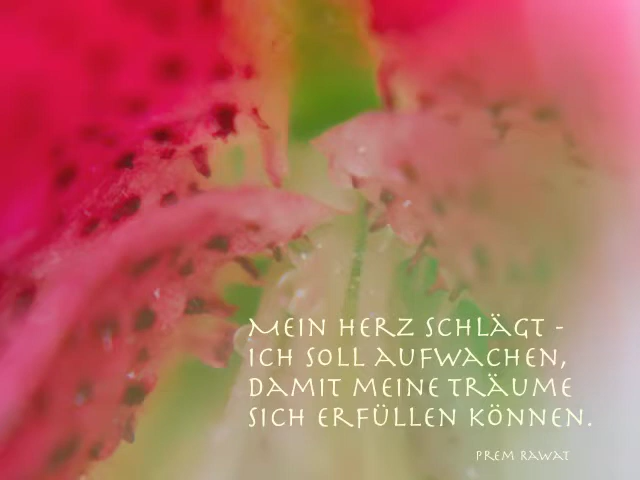 Mein Herz schlägt -
ich soll aufwachen,
damit meine Träume
sich erfüllen können.
Prem Rawat